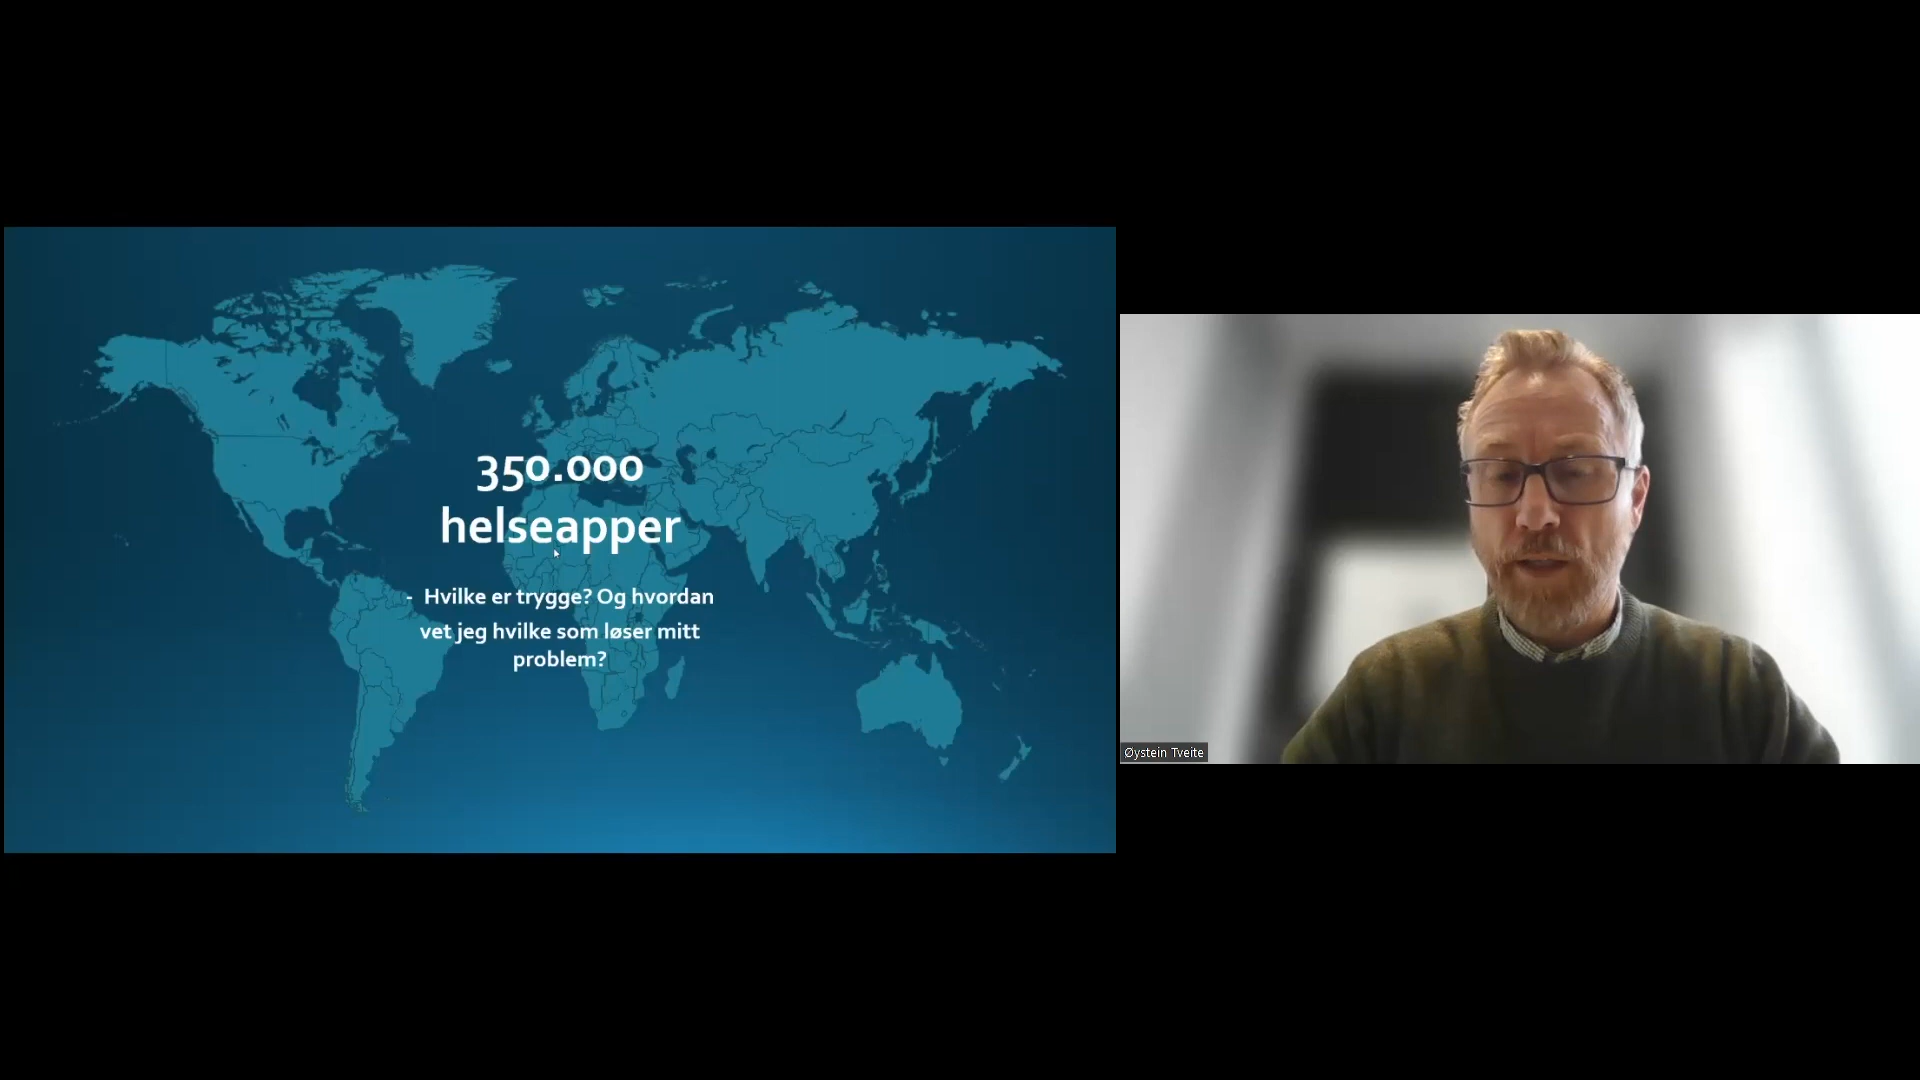 350.000
helseapper
- Hvilke er trygge? Og hvordan
vet jeg hvilke som løser mitt
problem?
Øystein Tveite